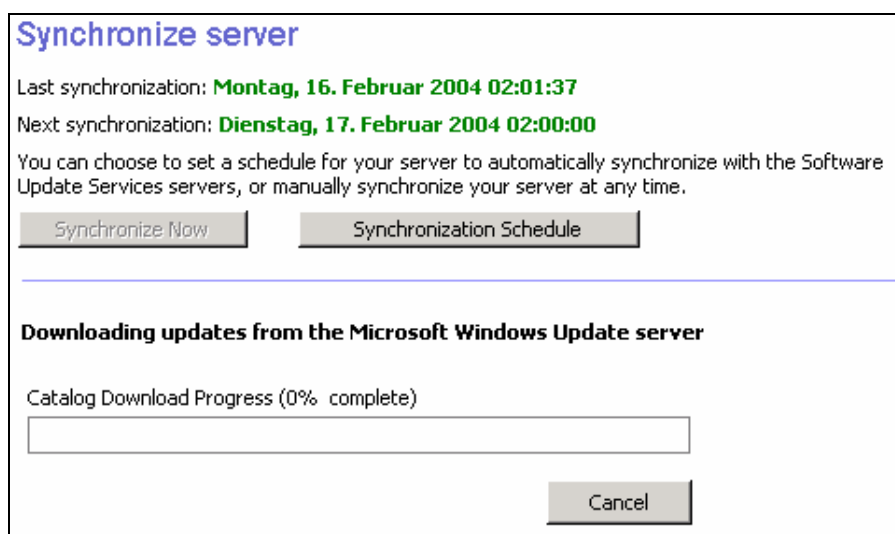 Synchronize server
Last synchronization: Montag, 16. Februar 2004 02:01:37
Next synchronization: Dienstag, 17. Februar 2004 02:00:00
You can choose to set a schedule for your server to automatically synchronize with the Software
Update Services servers, or manually synchronize your server at any time.
Synchronize Now Synchronization Schedule
Downloading updates from the Microsoft Windows Update server
Catalog Download Progress (0% complete)
Cancel